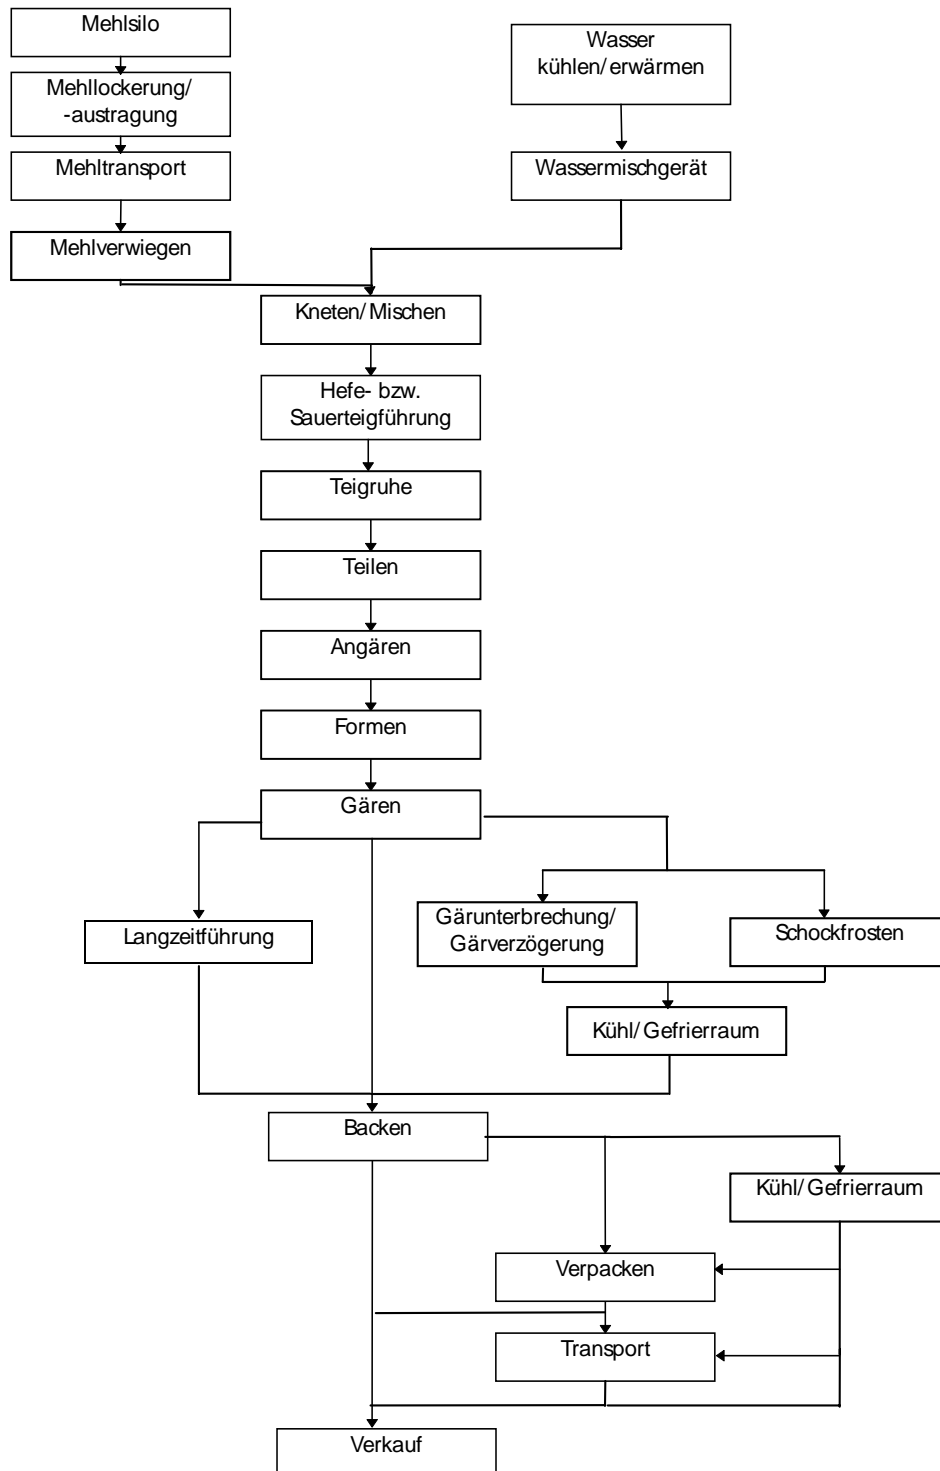 Mehlsilo
Wasser
kühlen/erwärmen
Mehllockerung/
-austragung
Mehltransport
Wassermischgerät
Mehlverwiegen
Kneten/Mischen
Hefe- bzw.
Sauerteigführung
Teigruhe
Teilen
Angären
Formen
Gären
Langzeitführung
Gärunterbrechung/
Gärverzögerung
Schockfrosten
Kühl/Gefrierraum
Backen
Kühl/Gefrierraum
Verpacken
Transport
Verkauf